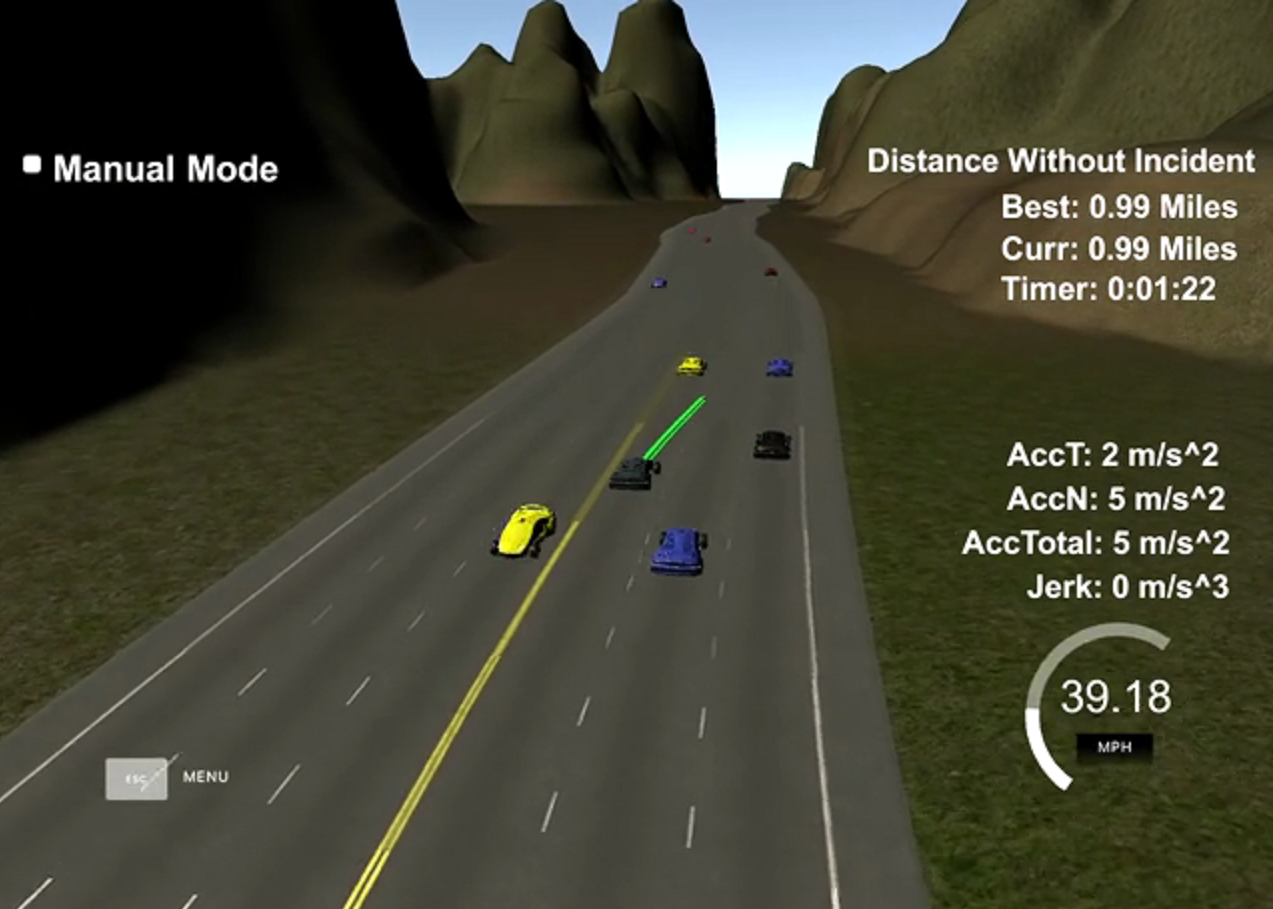 Manual Mode
Distance Without Incident
Best: 0.99 Miles
Curr: 0.99 Miles
Timer: 0:01:22
AccT: 2 m/s^2
AccN: 5 m/s^2
AccTotal: 5 m/s^2
Jerk: 0 m/s^3
39.18
MPH
ESC MENU